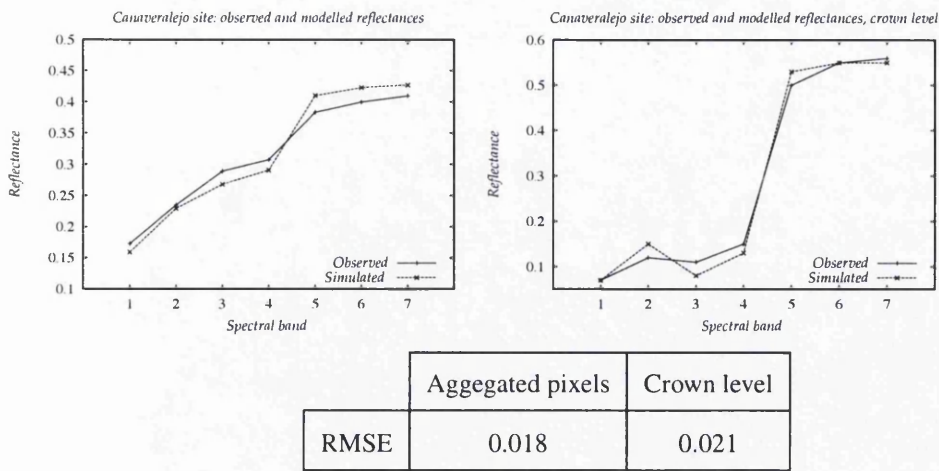 Canaveralejo site: observed and modelled reflectances
0.5
0.45
0.4
0.35
0.3
0.25
0.2
0.15
0.1
Reflectance
Observed
Simulated
1 2 3 4 5 6 7
Spectral band
Canaveralejo site: observed and modelled reflectances, crown level
0.6
0.5
0.4
0.3
0.2
0.1
Reflectance
Observed
Simulated
1 2 3 4 5 6 7
Spectral band
Aggegated pixels Crown level
RMSE 0.018 0.021